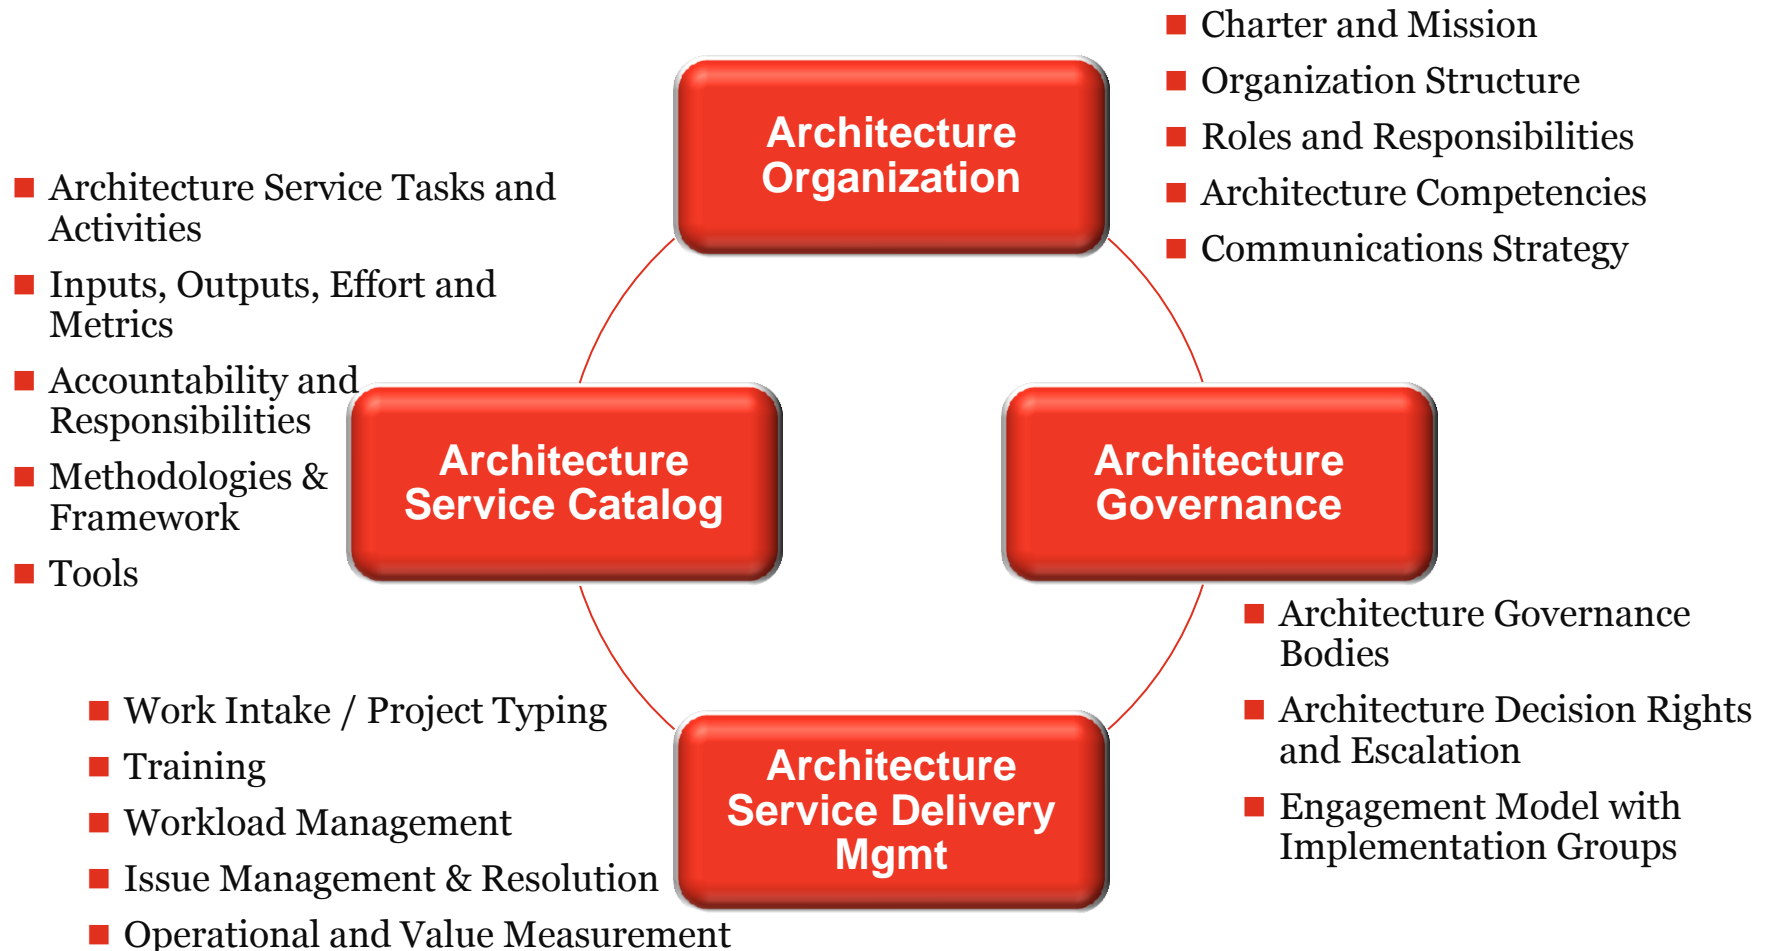 Architecture
Organization
Charter and Mission
Organization Structure
Roles and Responsibilities
Architecture Competencies
Communications Strategy
Architecture Service Tasks and
Activities
Inputs, Outputs, Effort and
Metrics
Accountability and
Responsibilities
Methodologies &
Framework
Tools
Architecture
Service Catalog
Architecture
Governance
Architecture Governance
Bodies
Architecture Decision Rights
and Escalation
Engagement Model with
Implementation Groups
Work Intake / Project Typing
Training
Workload Management
Issue Management & Resolution
Operational and Value Measurement
Architecture
Service Delivery
Mgmt